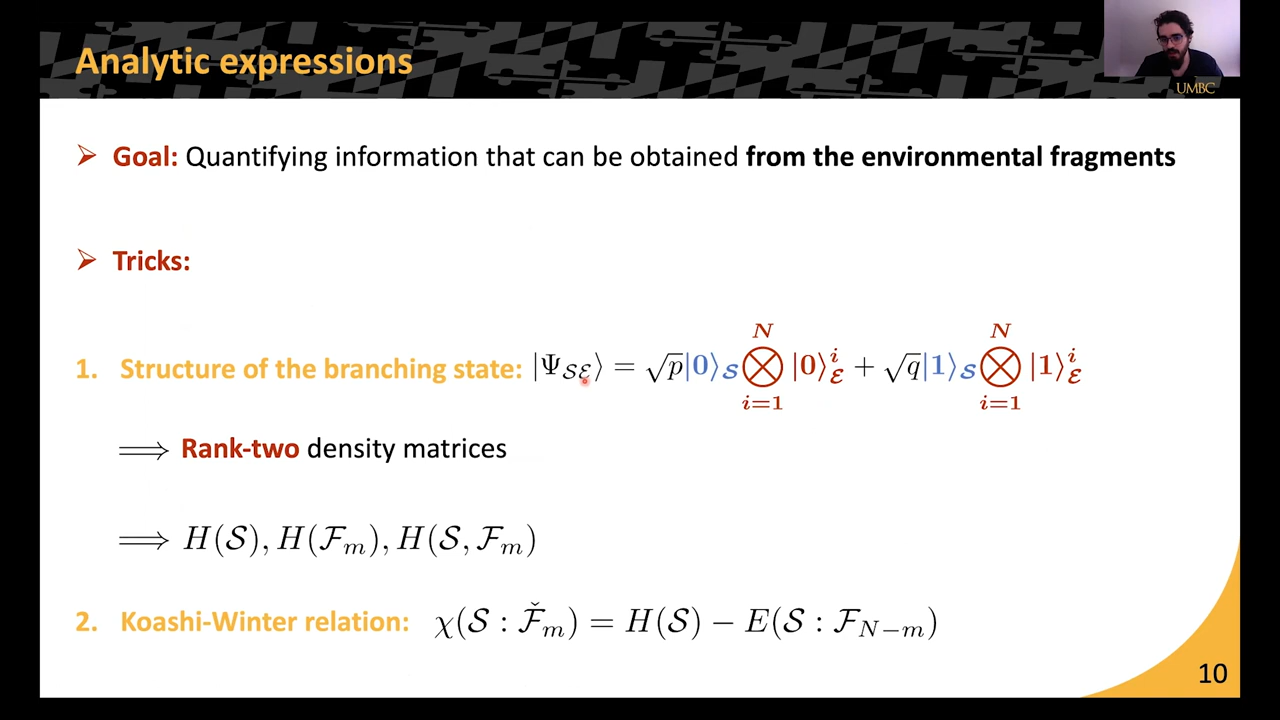 Analytic expressions
UMBC
➢ Goal: Quantifying information that can be obtained from the environmental fragments
➢ Tricks:
1. Structure of the branching state: |Ψ_{𝒮ℰ}⟩ = √p|0⟩_𝒮 ⨂_{i=1}^{N} |0⟩_ℰ^i + √q|1⟩_𝒮 ⨂_{i=1}^{N} |1⟩_ℰ^i
⟹ Rank-two density matrices
⟹ H(𝒮), H(ℱ_m), H(𝒮, ℱ_m)
2. Koashi-Winter relation: χ(𝒮 : ℱ̌_m) = H(𝒮) − E(𝒮 : ℱ_{N−m})
10